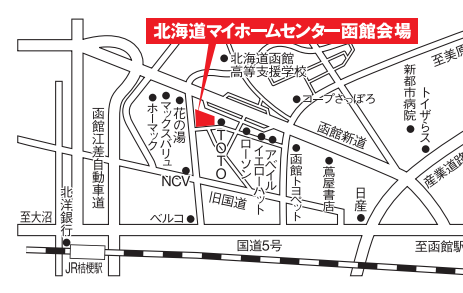 北海道マイホームセンター函館会場
北海道函館
高等支援学校
至美原
コープさっぽろ
新都市病院
トイザらス
函館新道
産業道路
函館江差自動車道
ホーマック
マックスバリュ
花の湯
TOTO
ローソン
イエローハット
アベイル
函館トヨペット
蔦屋書店
日産
NCV
旧国道
ベルコ
北洋銀行
至大沼
国道5号
至函館駅
JR桔梗駅